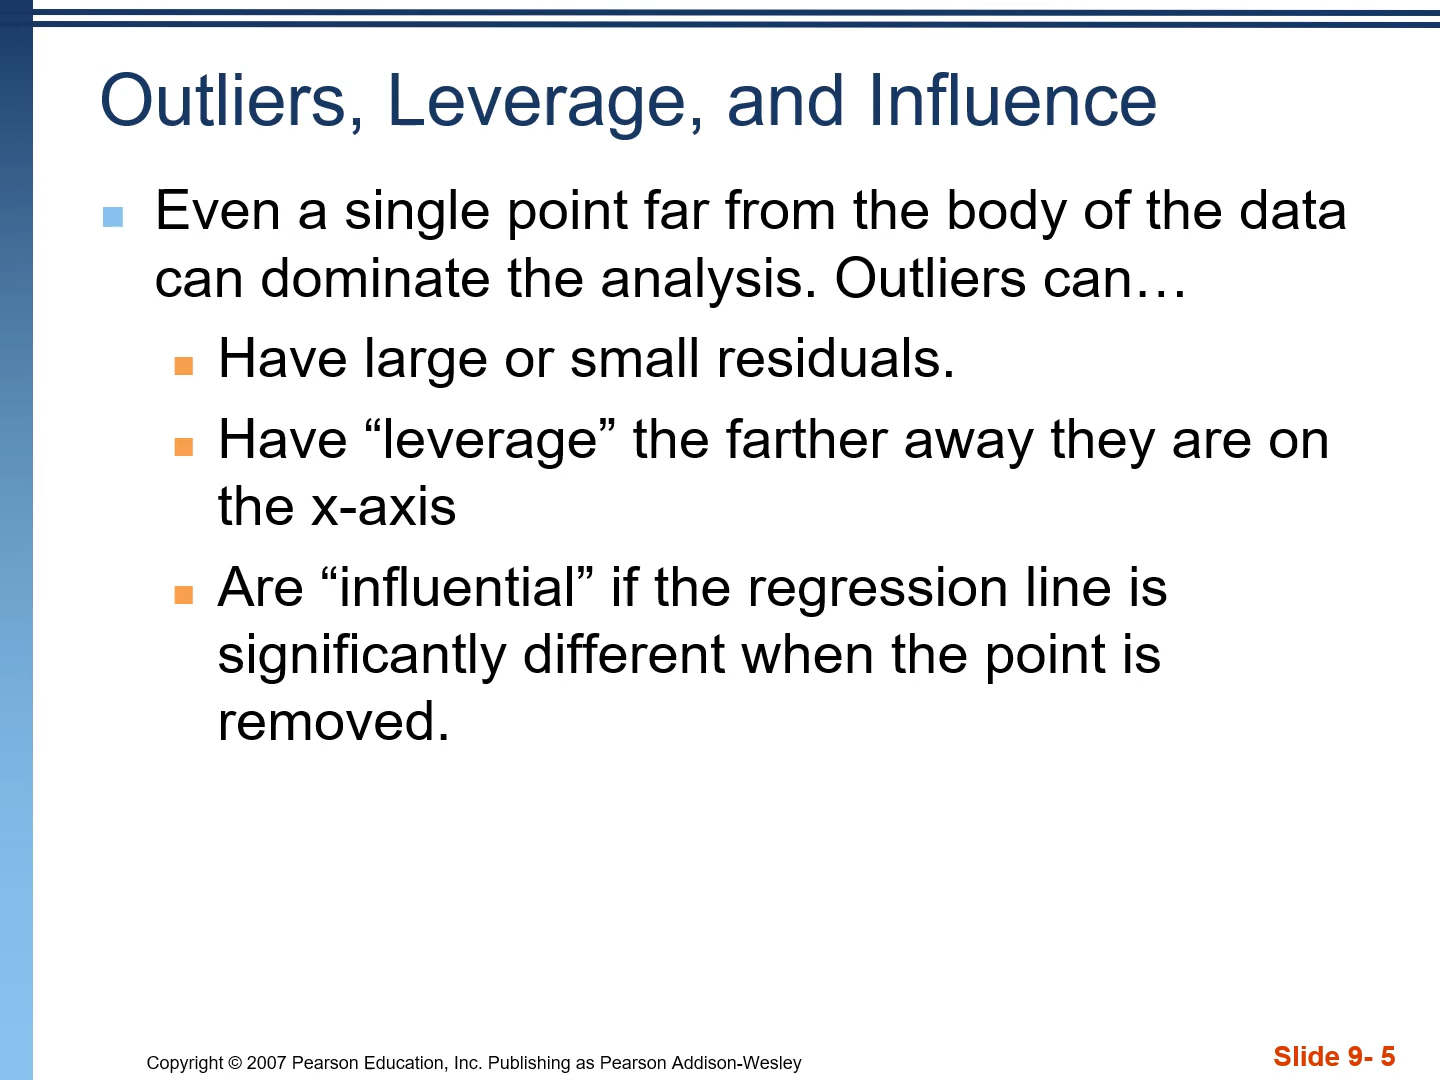 Outliers, Leverage, and Influence
Even a single point far from the body of the data
can dominate the analysis. Outliers can…
Have large or small residuals.
Have “leverage” the farther away they are on
the x-axis
Are “influential” if the regression line is
significantly different when the point is
removed.
Copyright © 2007 Pearson Education, Inc. Publishing as Pearson Addison-Wesley
Slide 9- 5